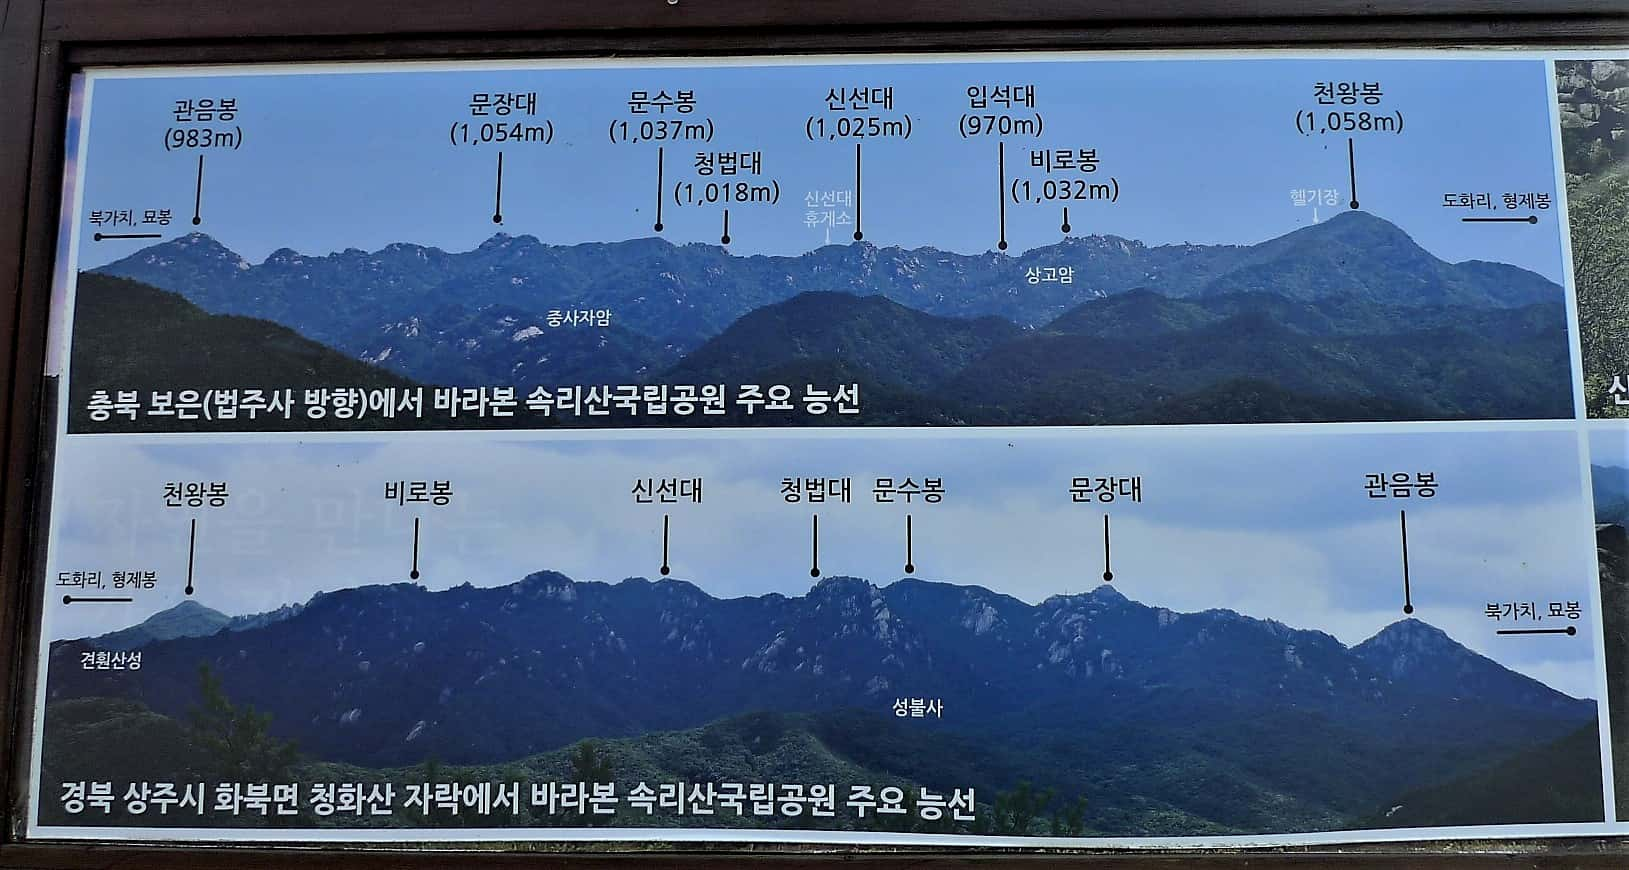 관음봉
(983m)
문장대
(1,054m)
문수봉
(1,037m)
청법대
(1,018m)
신선대
(1,025m)
입석대
(970m)
비로봉
(1,032m)
천왕봉
(1,058m)
북가치, 묘봉
신선대
휴게소
헬기장
도화리, 형제봉
상고암
중사자암
충북 보은(법주사 방향)에서 바라본 속리산국립공원 주요 능선
천왕봉
비로봉
신선대
청법대
문수봉
문장대
관음봉
자연을 만나는
도화리, 형제봉
북가치, 묘봉
견훤산성
성불사
경북 상주시 화북면 청화산 자락에서 바라본 속리산국립공원 주요 능선